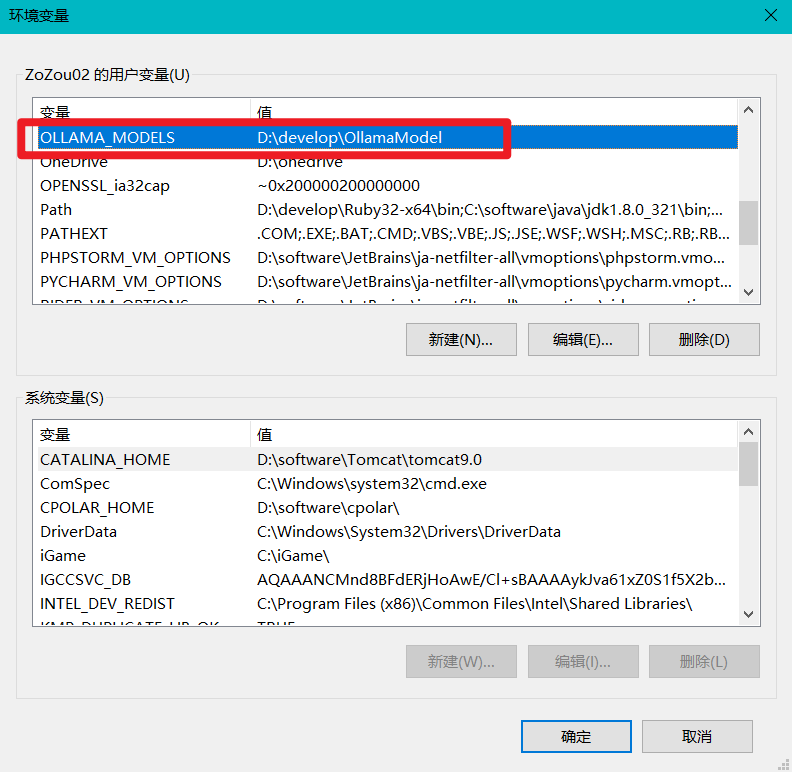 环境变量
ZoZou02 的用户变量(U)
变量 值
OLLAMA_MODELS D:\develop\OllamaModel
OneDrive D:\onedrive
OPENSSL_ia32cap ~0x200000200000000
Path D:\develop\Ruby32-x64\bin;C:\software\java\jdk1.8.0_321\bin;...
PATHEXT .COM;.EXE;.BAT;.CMD;.VBS;.VBE;.JS;.JSE;.WSF;.WSH;.MSC;.RB;.RB...
PHPSTORM_VM_OPTIONS D:\software\JetBrains\ja-netfilter-all\vmoptions\phpstorm.vmo...
PYCHARM_VM_OPTIONS D:\software\JetBrains\ja-netfilter-all\vmoptions\pycharm.vmopt...
新建(N)... 编辑(E)... 删除(D)
系统变量(S)
变量 值
CATALINA_HOME D:\software\Tomcat\tomcat9.0
ComSpec C:\Windows\system32\cmd.exe
CPOLAR_HOME D:\software\cpolar\
DriverData C:\Windows\System32\Drivers\DriverData
iGame C:\iGame\
IGCCSVC_DB AQAAANCMnd8BFdERjHoAwE/Cl+sBAAAAykJva61xZ0S1f5X2b...
INTEL_DEV_REDIST C:\Program Files (x86)\Common Files\Intel\Shared Libraries\
新建(W)... 编辑(I)... 删除(L)
确定 取消